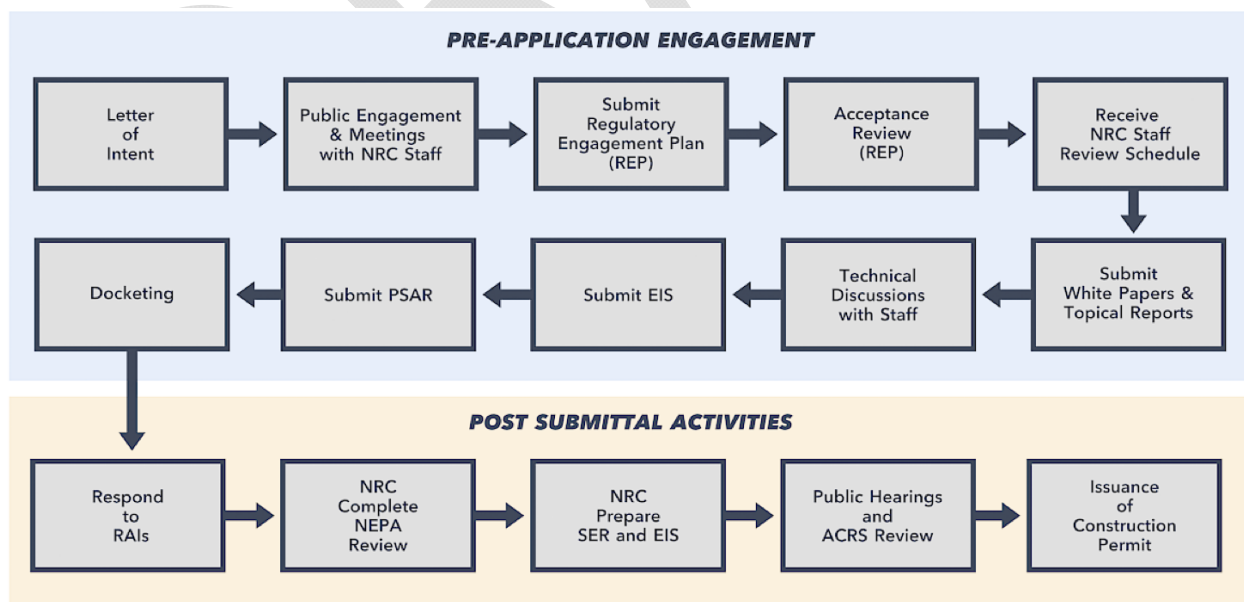 PRE-APPLICATION ENGAGEMENT
Letter
of
Intent
Public Engagement
& Meetings
with NRC Staff
Submit
Regulatory
Engagement Plan
(REP)
Acceptance
Review
(REP)
Receive
NRC Staff
Review Schedule
Docketing
Submit PSAR
Submit EIS
Technical
Discussions
with Staff
Submit
White Papers &
Topical Reports
POST SUBMITTAL ACTIVITIES
Respond
to
RAIs
NRC
Complete
NEPA
Review
NRC
Prepare
SER and EIS
Public Hearings
and
ACRS Review
Issuance
of
Construction
Permit